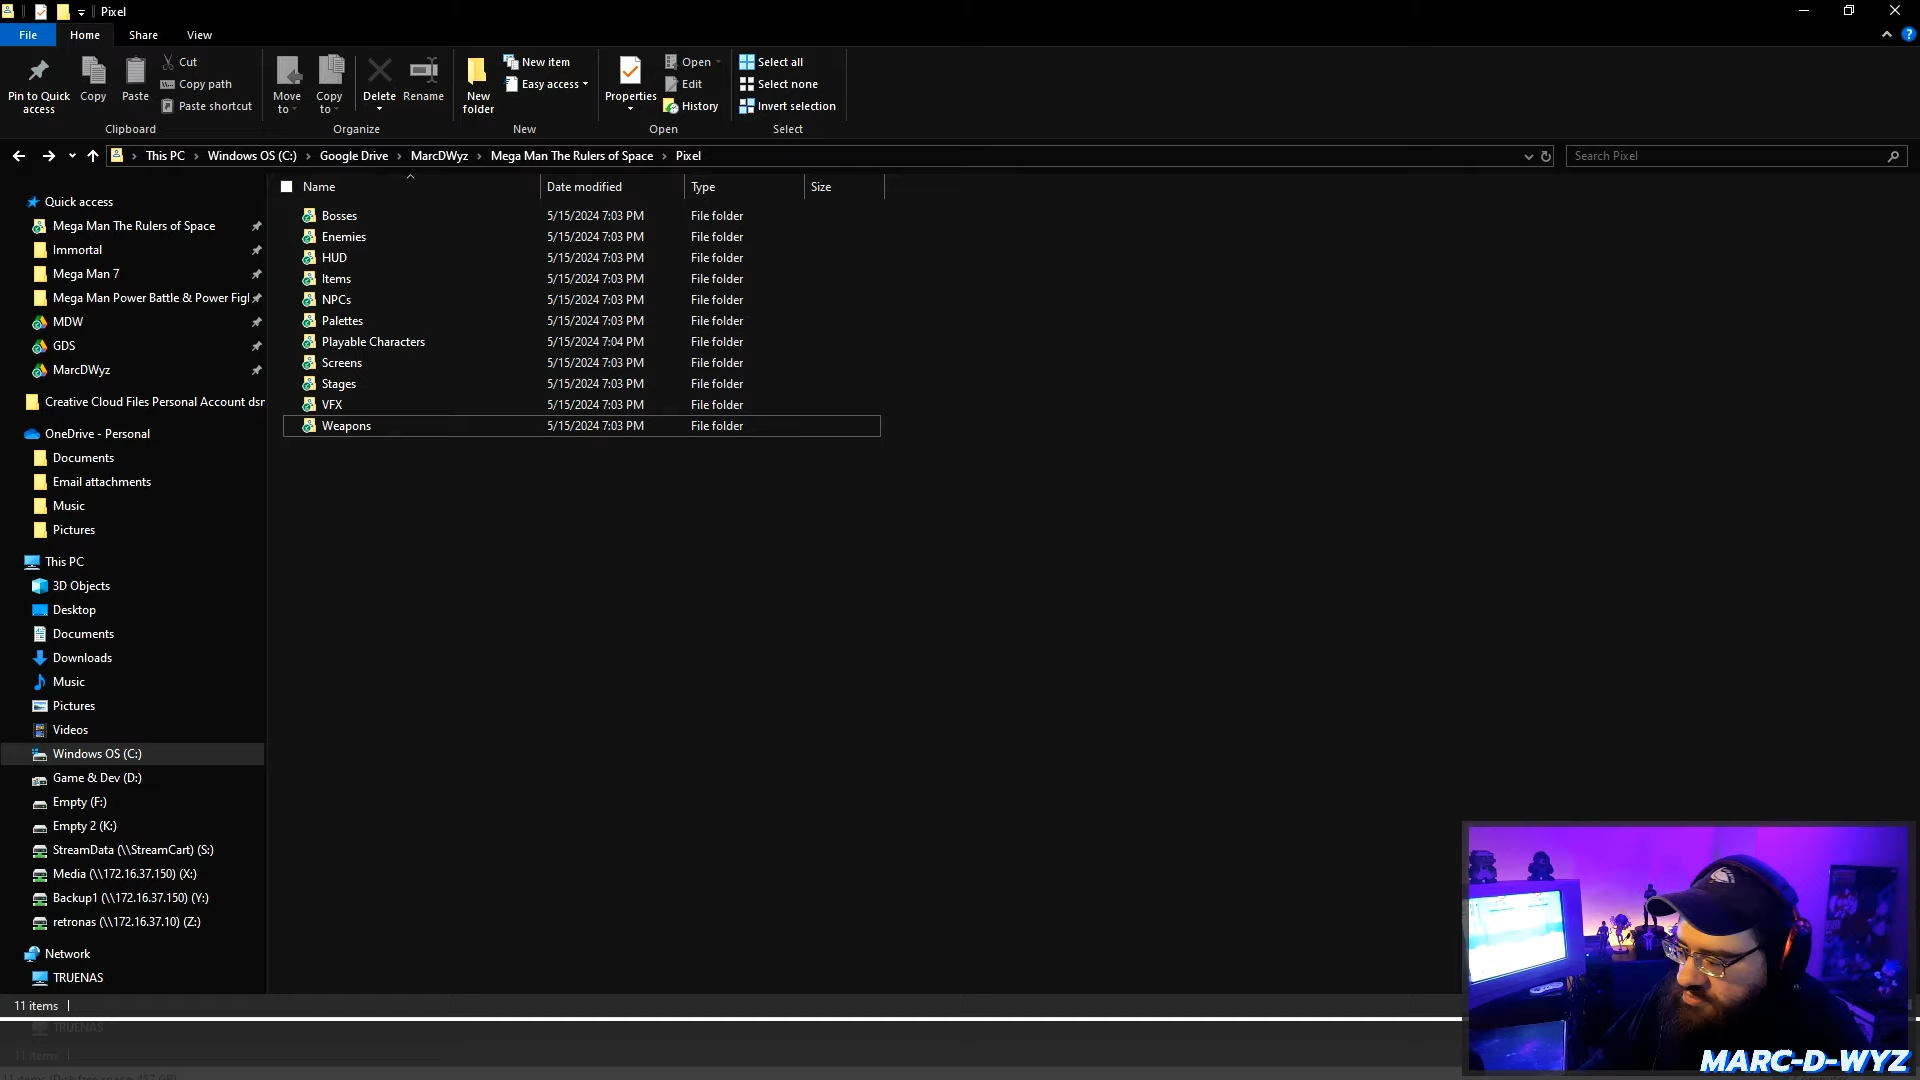 Pixel
File Home Share View
Pin to Quick access
Copy
Paste
Cut
Copy path
Paste shortcut
Clipboard
Move to
Copy to
Delete
Rename
Organize
New folder
New item
Easy access
New
Properties
Open
Edit
History
Open
Select all
Select none
Invert selection
Select
This PC > Windows OS (C:) > Google Drive > MarcDWyz > Mega Man The Rulers of Space > Pixel
Search Pixel
Quick access
Mega Man The Rulers of Space
Immortal
Mega Man 7
Mega Man Power Battle & Power Figl
MDW
GDS
MarcDWyz
Creative Cloud Files Personal Account dsr
OneDrive - Personal
Documents
Email attachments
Music
Pictures
This PC
3D Objects
Desktop
Documents
Downloads
Music
Pictures
Videos
Windows OS (C:)
Game & Dev (D:)
Empty (F:)
Empty 2 (K:)
StreamData (\\StreamCart) (S:)
Media (\\172.16.37.150) (X:)
Backup1 (\\172.16.37.150) (Y:)
retronas (\\172.16.37.10) (Z:)
Network
TRUENAS
Name Date modified Type Size
Bosses 5/15/2024 7:03 PM File folder
Enemies 5/15/2024 7:03 PM File folder
HUD 5/15/2024 7:03 PM File folder
Items 5/15/2024 7:03 PM File folder
NPCs 5/15/2024 7:03 PM File folder
Palettes 5/15/2024 7:03 PM File folder
Playable Characters 5/15/2024 7:04 PM File folder
Screens 5/15/2024 7:03 PM File folder
Stages 5/15/2024 7:03 PM File folder
VFX 5/15/2024 7:03 PM File folder
Weapons 5/15/2024 7:03 PM File folder
11 items
TRUENAS
11 items
MARC-D-WYZ